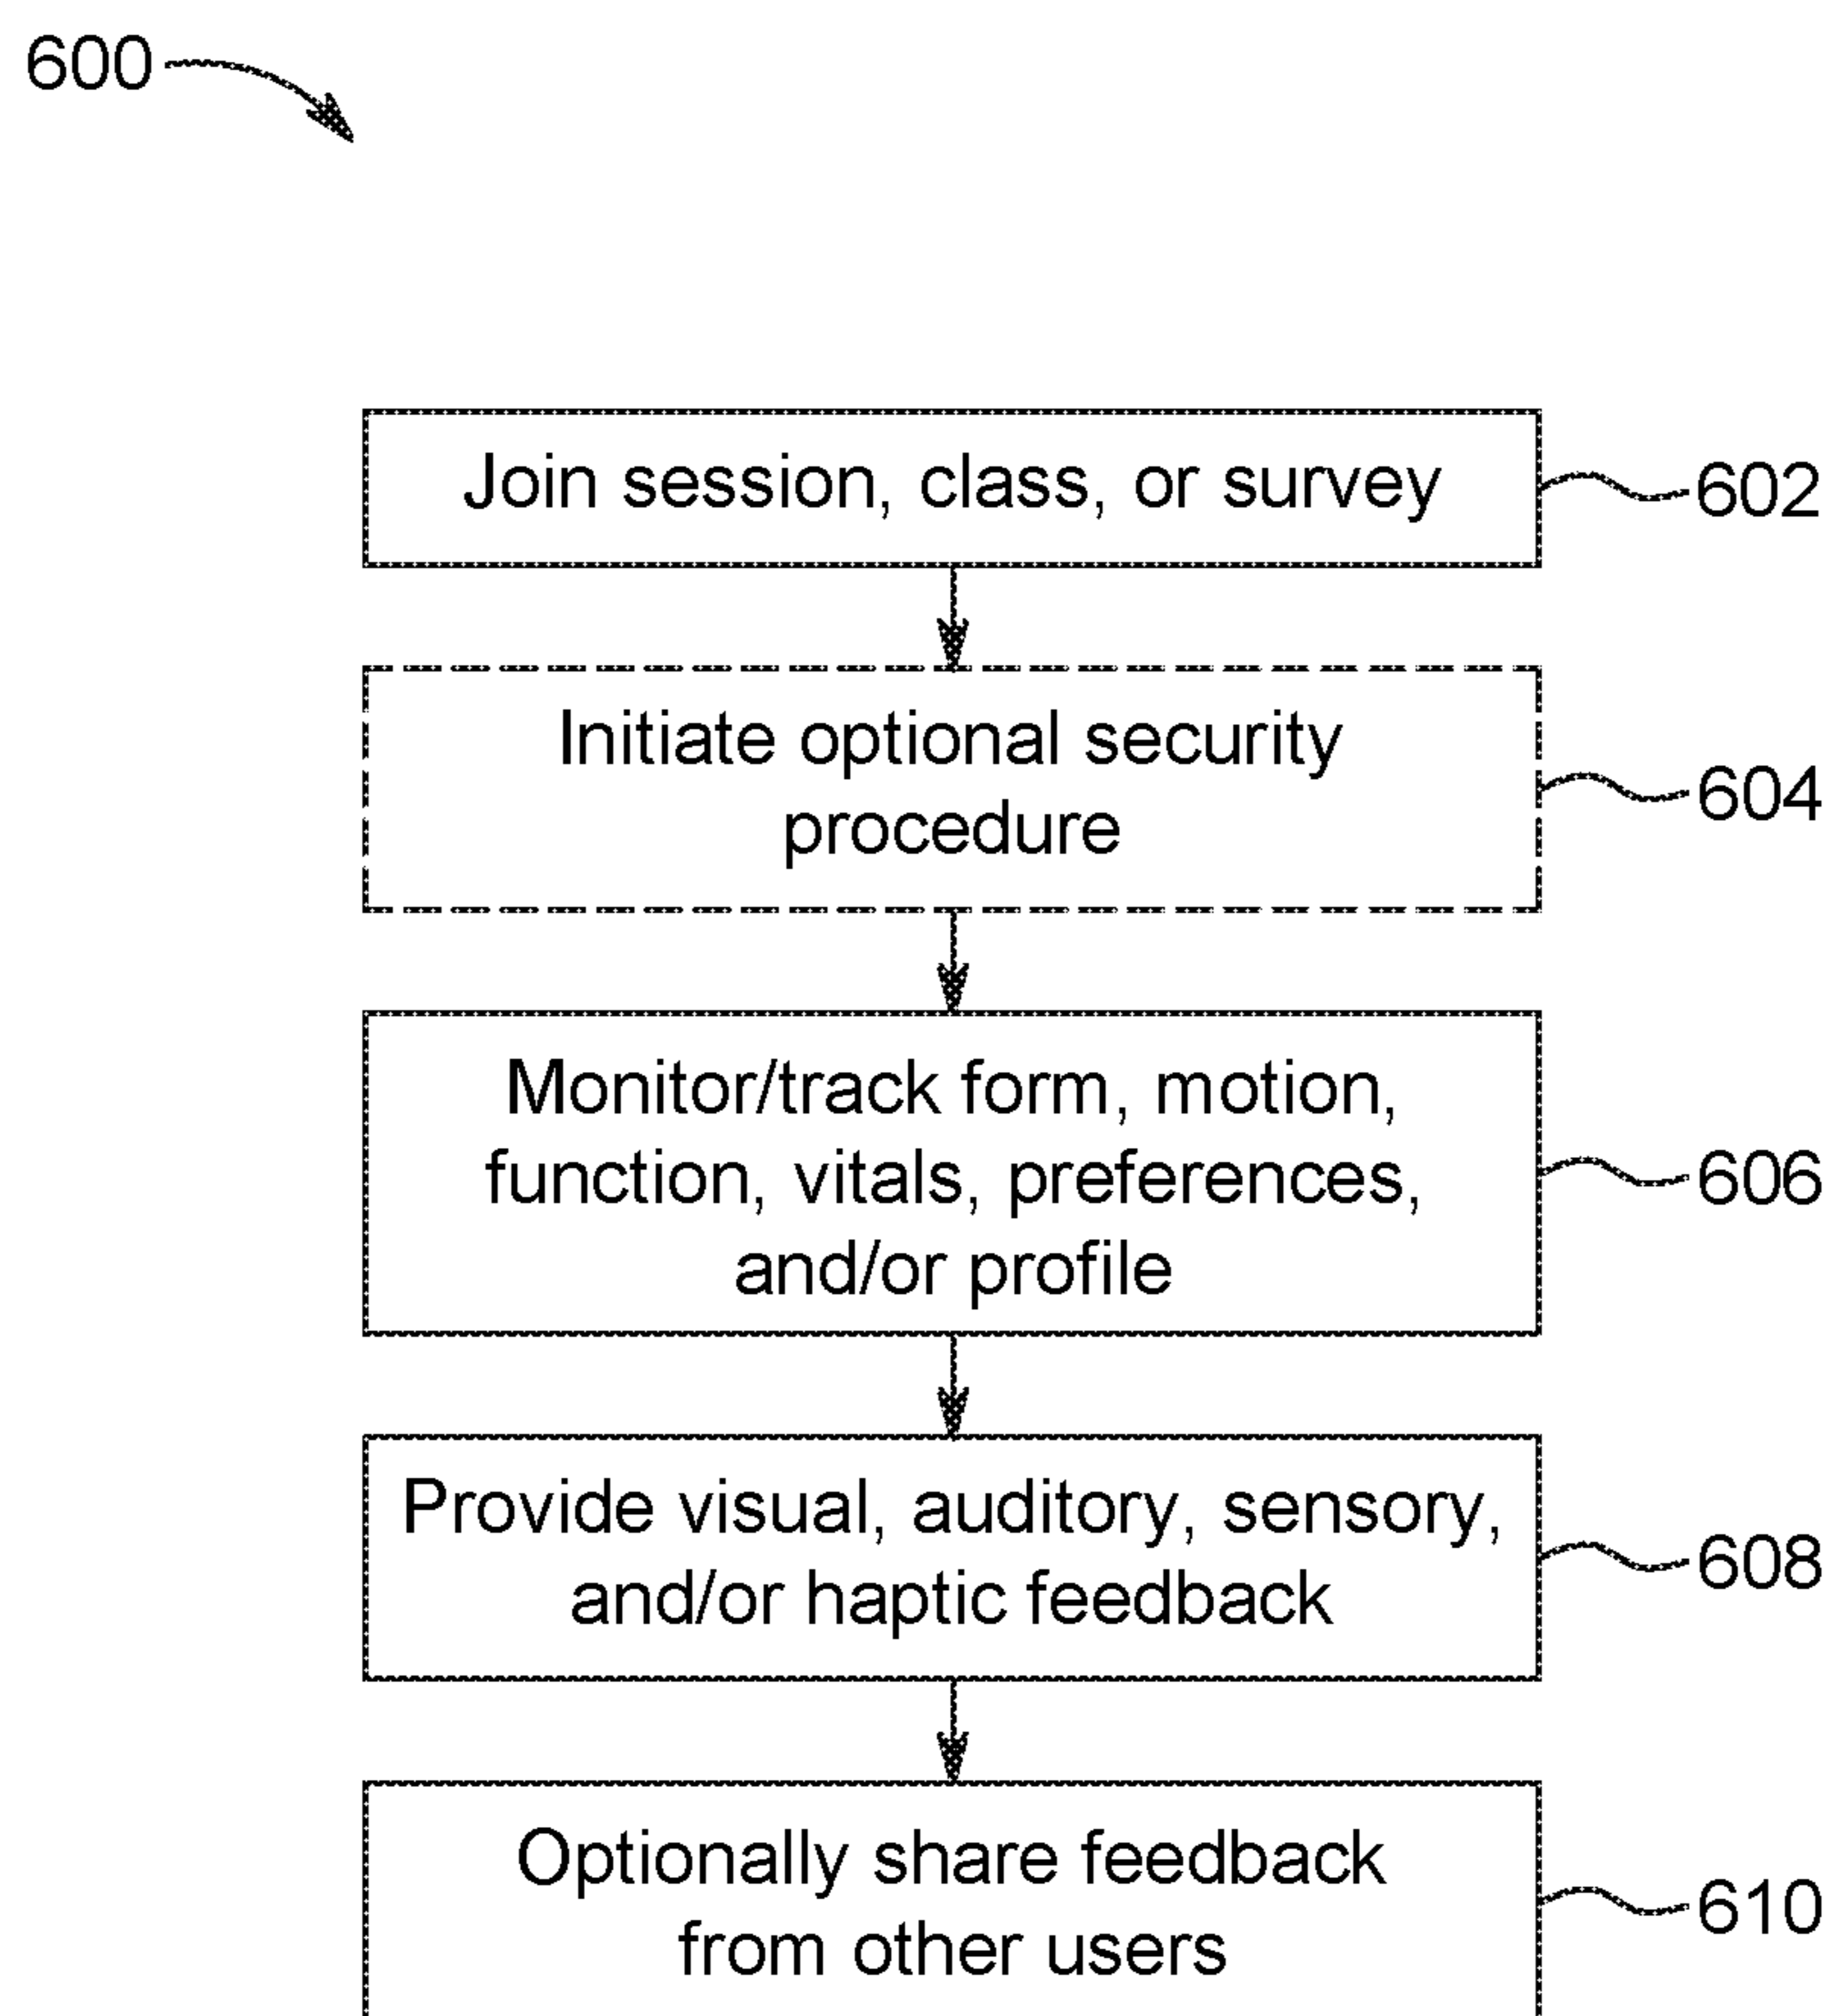 600
Join session, class, or survey
602
Initiate optional security
procedure
604
Monitor/track form, motion,
function, vitals, preferences,
and/or profile
606
Provide visual, auditory, sensory,
and/or haptic feedback
608
Optionally share feedback
from other users
610